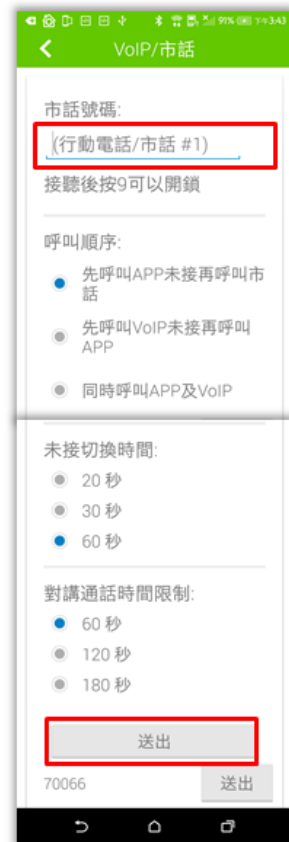 91% 下午3:43
VoIP/市話
市話號碼:
(行動電話/市話 #1)
接聽後按9可以開鎖
呼叫順序:
先呼叫APP未接再呼叫市
話
先呼叫VoIP未接再呼叫
APP
同時呼叫APP及VoIP
未接切換時間:
20 秒
30 秒
60 秒
對講通話時間限制:
60 秒
120 秒
180 秒
送出
70066
送出